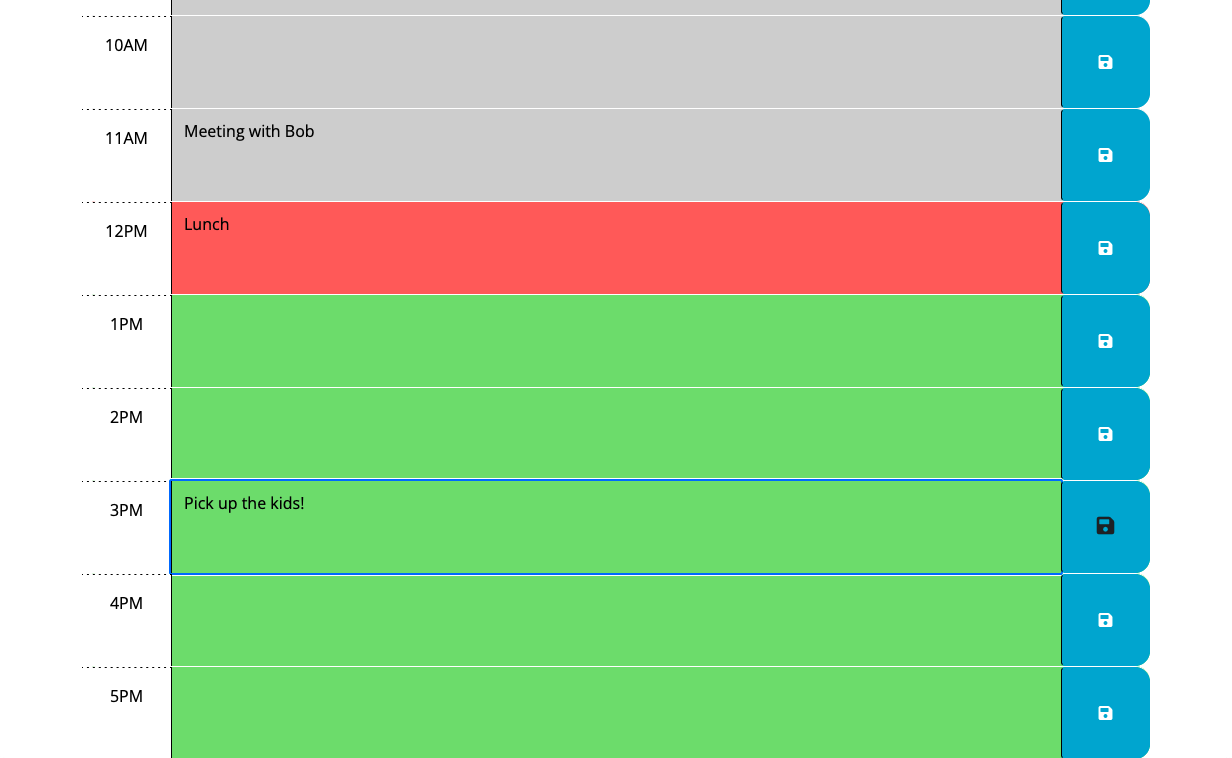 10AM
11AM
Meeting with Bob
12PM
Lunch
1PM
2PM
3PM
Pick up the kids!
4PM
5PM